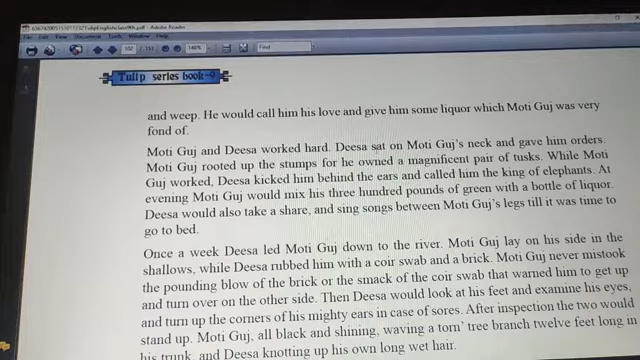 File Edit View Document Tools Window Help
102 / 151 140% Find
Tulip series book-9
and weep. He would call him his love and give him some liquor which Moti Guj was very
fond of.
Moti Guj and Deesa worked hard. Deesa sat on Moti Guj's neck and gave him orders.
Moti Guj rooted up the stumps for he owned a magnificent pair of tusks. While Moti
Guj worked, Deesa kicked him behind the ears and called him the king of elephants. At
evening Moti Guj would mix his three hundred pounds of green with a bottle of liquor.
Deesa would also take a share, and sing songs between Moti Guj's legs till it was time to
go to bed.
Once a week Deesa led Moti Guj down to the river. Moti Guj lay on his side in the
shallows, while Deesa rubbed him with a coir swab and a brick. Moti Guj never mistook
the pounding blow of the brick or the smack of the coir swab that warned him to get up
and turn over on the other side. Then Deesa would look at his feet and examine his eyes,
and turn up the corners of his mighty ears in case of sores. After inspection the two would
stand up. Moti Guj, all black and shining, waving a torn' tree branch twelve feet long in
his trunk, and Deesa knotting up his own long wet hair.